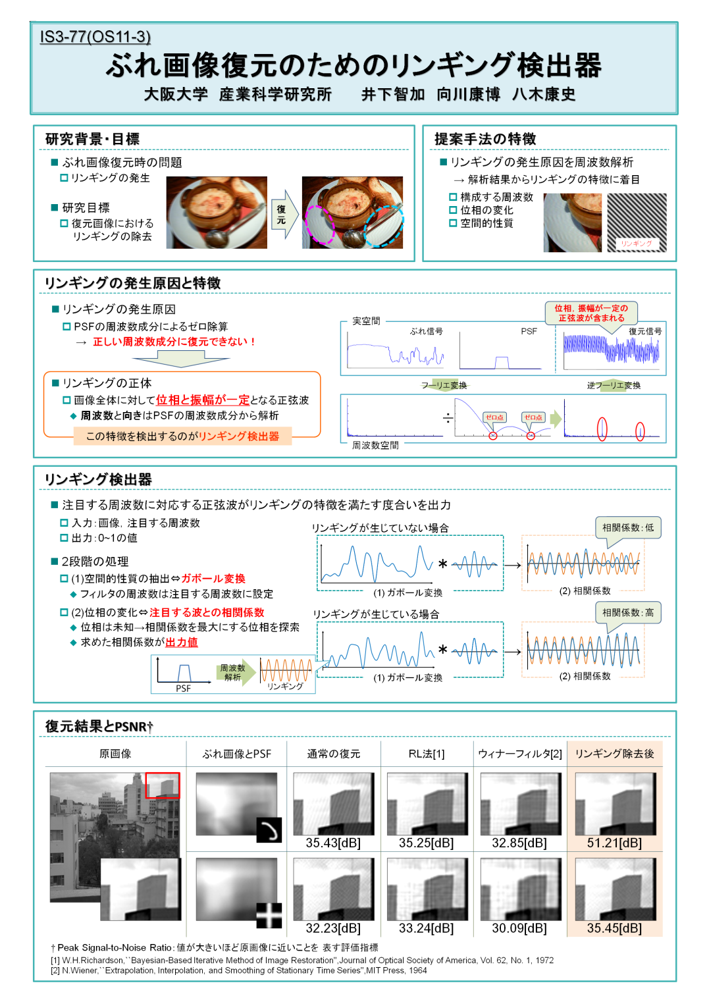 IS3-77(OS11-3)
ぶれ画像復元のためのリンギング検出器
大阪大学 産業科学研究所 井下智加 向川康博 八木康史
研究背景・目標
■ ぶれ画像復元時の問題
リンギングの発生
■ 研究目標
復元画像における
リンギングの除去
復元
提案手法の特徴
■ リンギングの発生原因を周波数解析
→ 解析結果からリンギングの特徴に着目
構成する周波数
位相の変化
空間的性質
リンギング
リンギングの発生原因と特徴
■ リンギングの発生原因
PSFの周波数成分によるゼロ除算
→ 正しい周波数成分に復元できない！
■ リンギングの正体
画像全体に対して位相と振幅が一定となる正弦波
◆ 周波数と向きはPSFの周波数成分から解析
この特徴を検出するのがリンギング検出器
位相, 振幅が一定の
正弦波が含まれる
実空間
ぶれ信号
PSF
復元信号
フーリエ変換
逆フーリエ変換
÷
ゼロ点
ゼロ点
周波数空間
リンギング検出器
■ 注目する周波数に対応する正弦波がリンギングの特徴を満たす度合いを出力
入力:画像, 注目する周波数
出力:0~1の値
■ 2段階の処理
(1)空間的性質の抽出⇔ガボール変換
◆ フィルタの周波数は注目する周波数に設定
(2)位相の変化⇔注目する波との相関係数
◆ 位相は未知→相関係数を最大にする位相を探索
◆ 求めた相関係数が出力値
PSF
周波数
解析
リンギング
リンギングが生じていない場合
相関係数:低
*
→
(1) ガボール変換
(2) 相関係数
リンギングが生じている場合
相関係数:高
*
→
(1) ガボール変換
(2) 相関係数
復元結果とPSNR†
原画像
ぶれ画像とPSF
通常の復元
RL法[1]
ウィナーフィルタ[2]
リンギング除去後
35.43[dB]
35.25[dB]
32.85[dB]
51.21[dB]
32.23[dB]
33.24[dB]
30.09[dB]
35.45[dB]
† Peak Signal-to-Noise Ratio:値が大きいほど原画像に近いことを 表す評価指標
[1] W.H.Richardson,``Bayesian-Based Iterative Method of Image Restoration'',Journal of Optical Society of America, Vol. 62, No. 1, 1972
[2] N.Wiener,``Extrapolation, Interpolation, and Smoothing of Stationary Time Series'',MIT Press, 1964